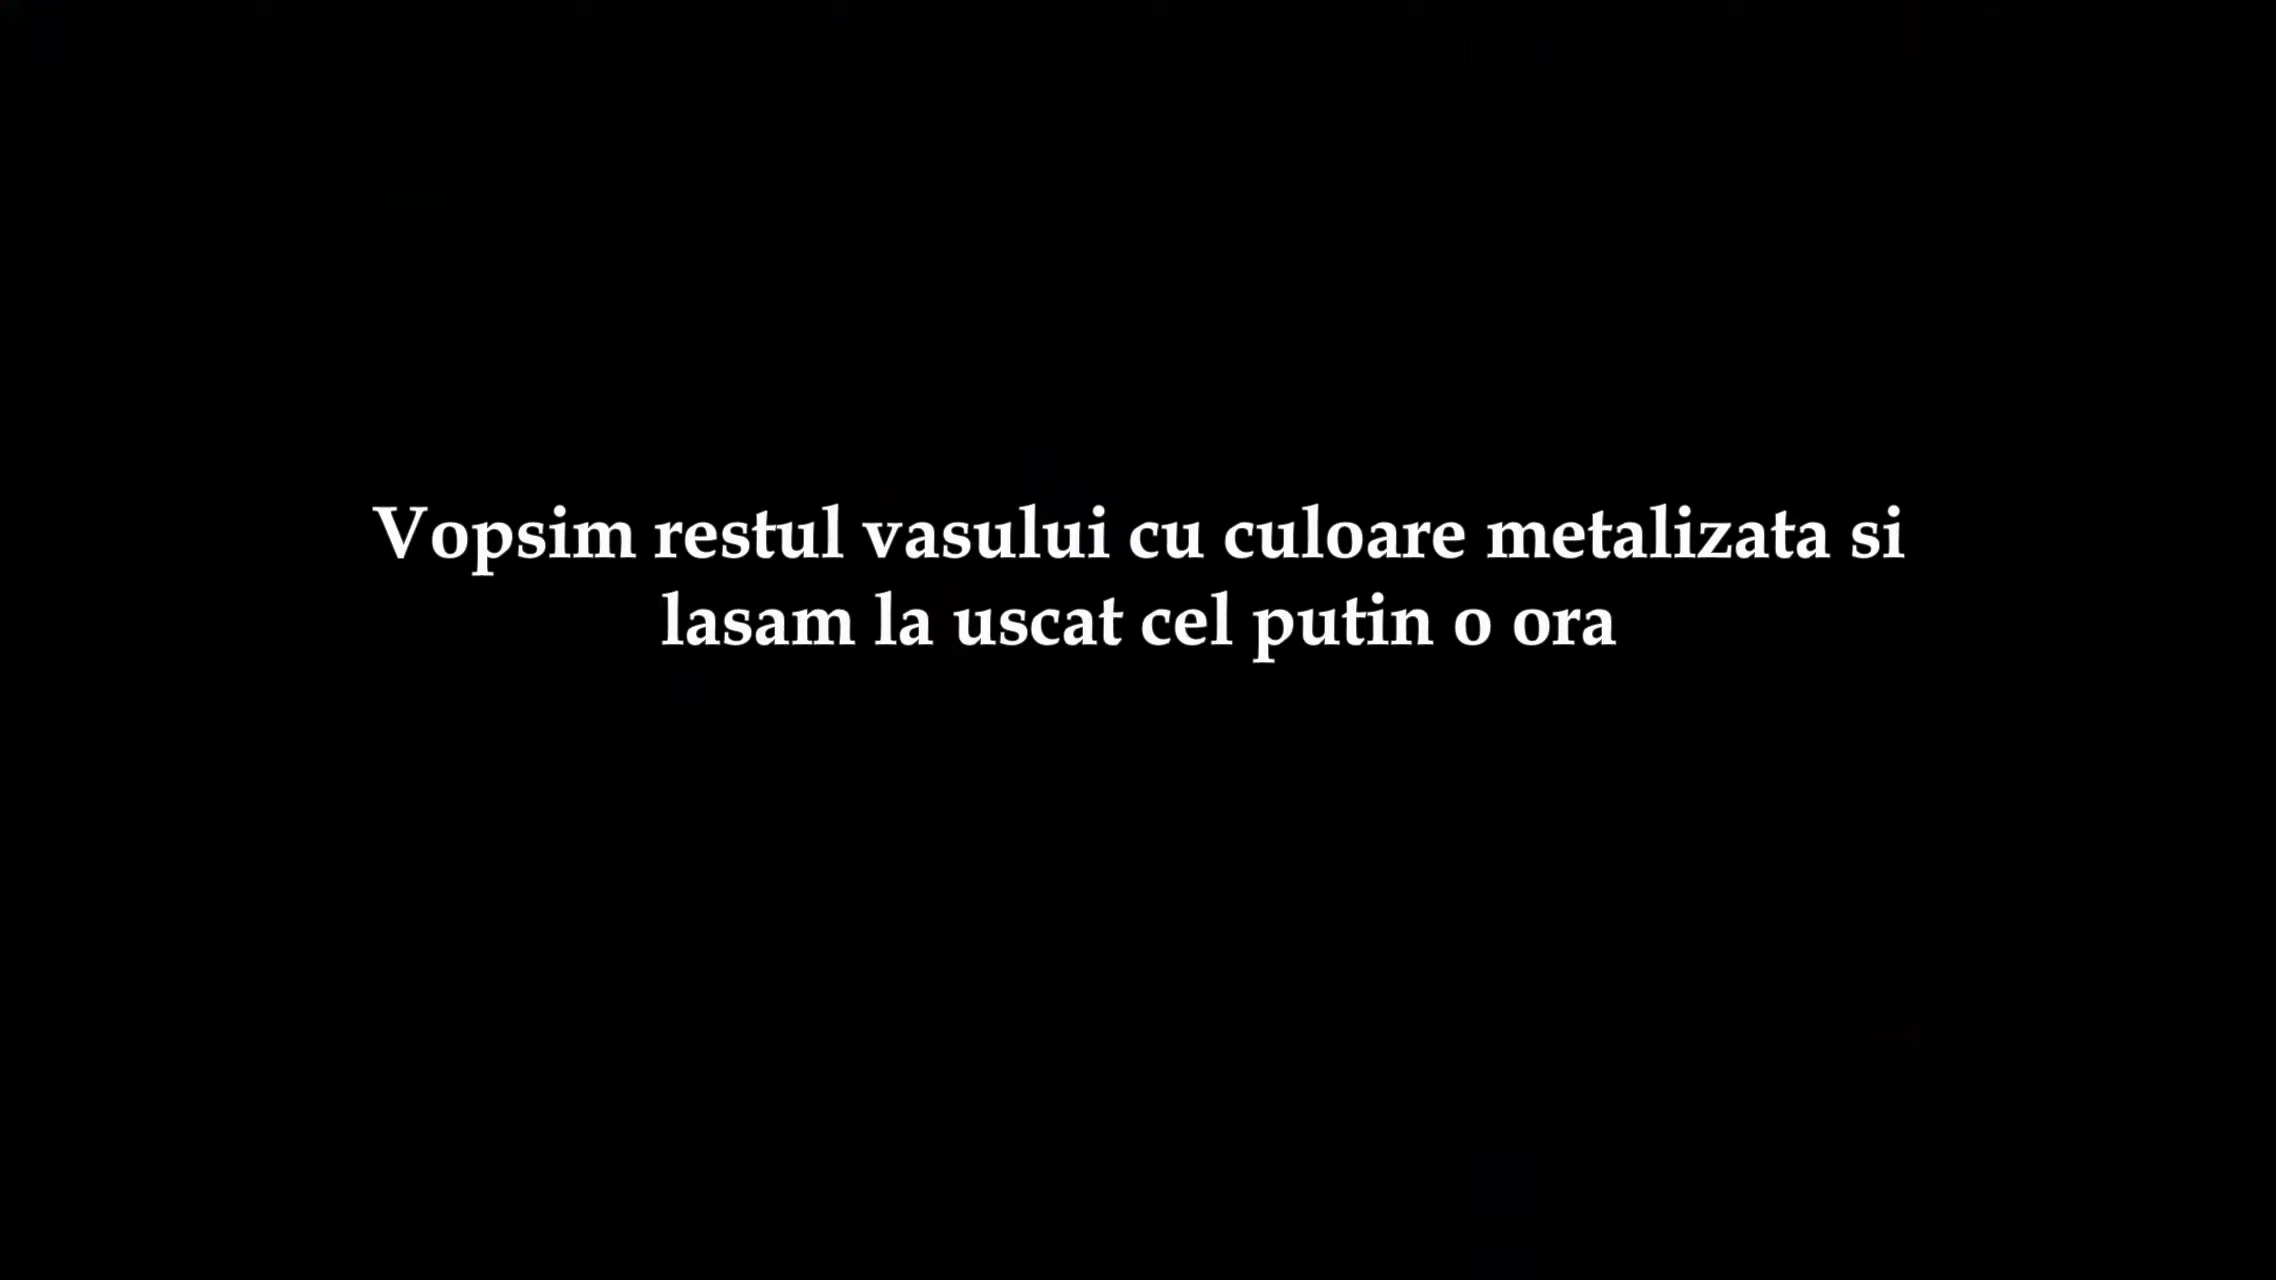 Vopsim restul vasului cu culoare metalizata si
lasam la uscat cel putin o ora